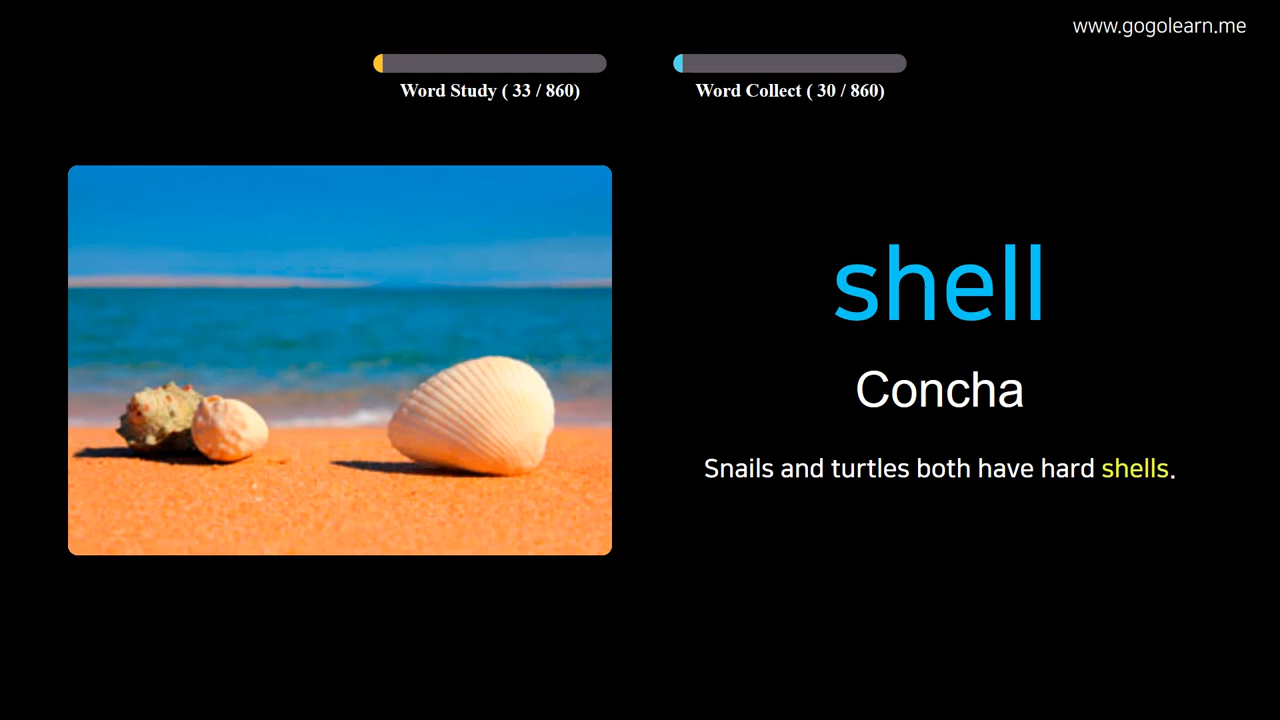 www.gogolearn.me
Word Study ( 33 / 860)
Word Collect ( 30 / 860)
shell
Concha
Snails and turtles both have hard shells.